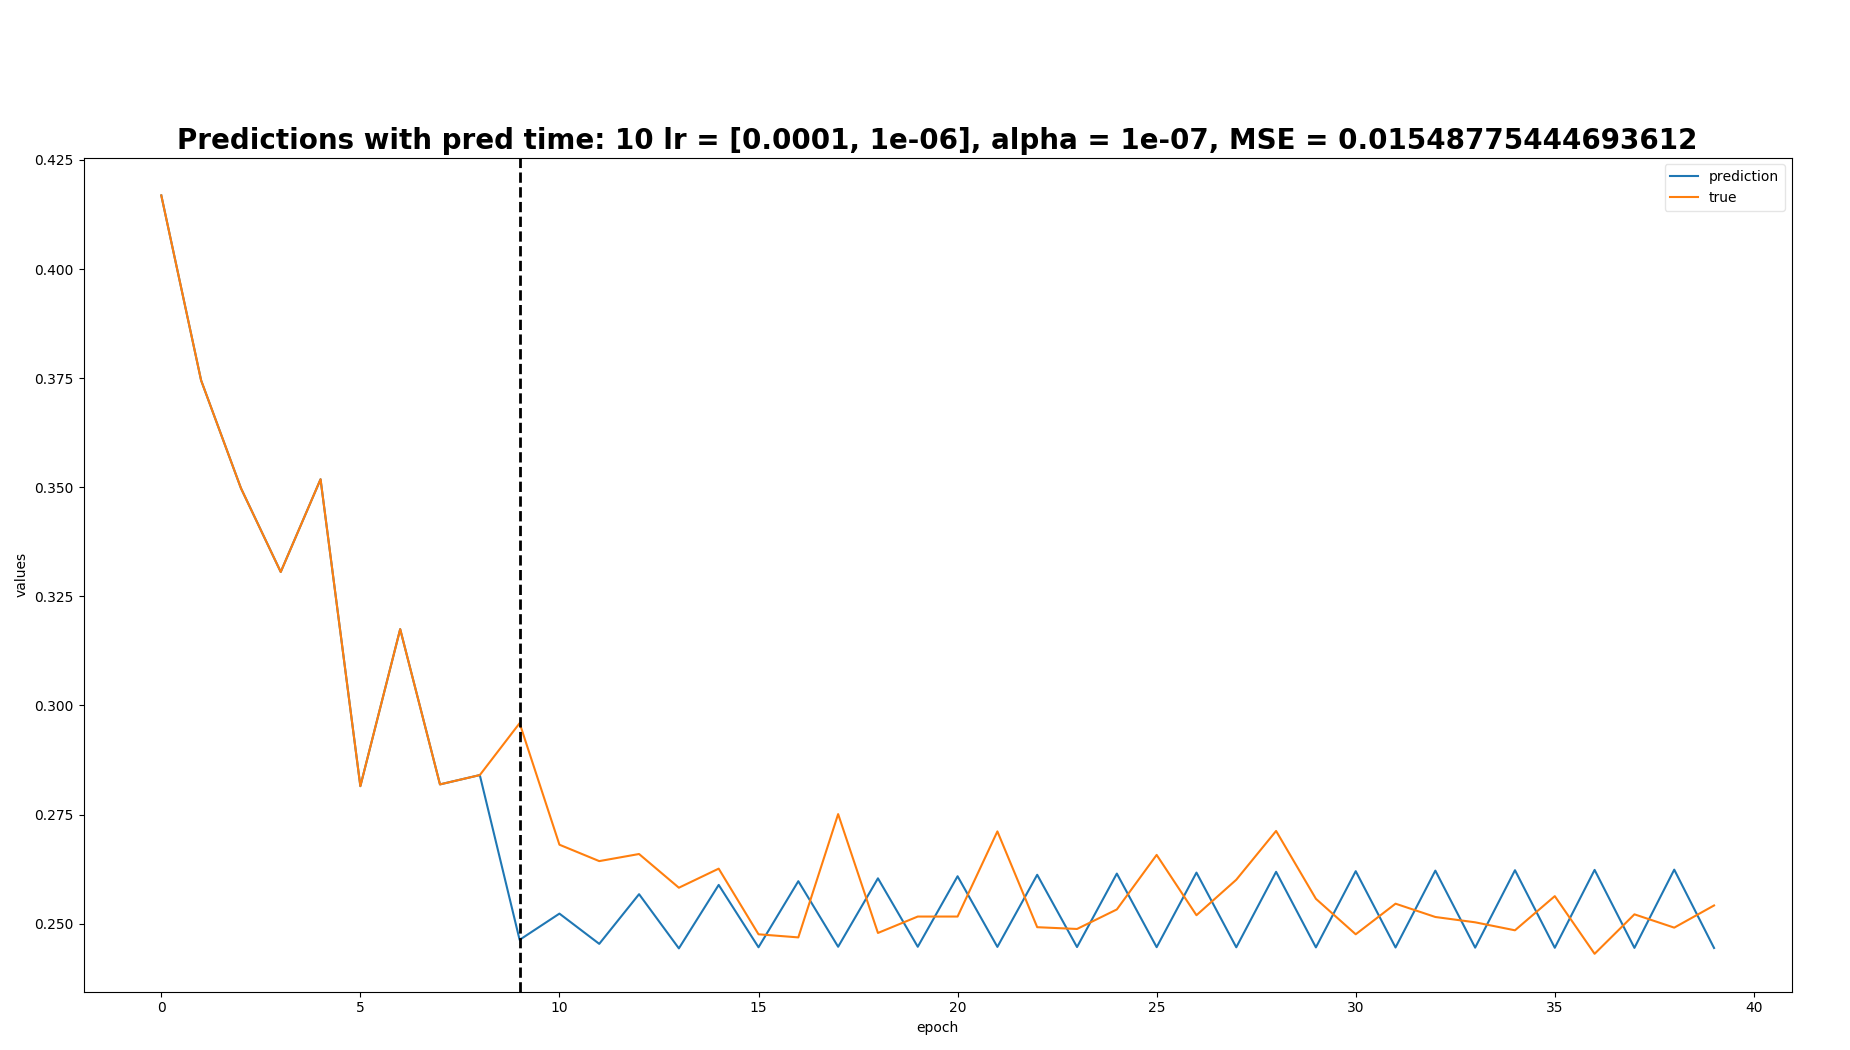 Predictions with pred time: 10 lr = [0.0001, 1e-06], alpha = 1e-07, MSE = 0.01548775444693612
prediction
true
0.425
0.400
0.375
0.350
0.325
0.300
0.275
0.250
values
0 5 10 15 20 25 30 35 40
epoch